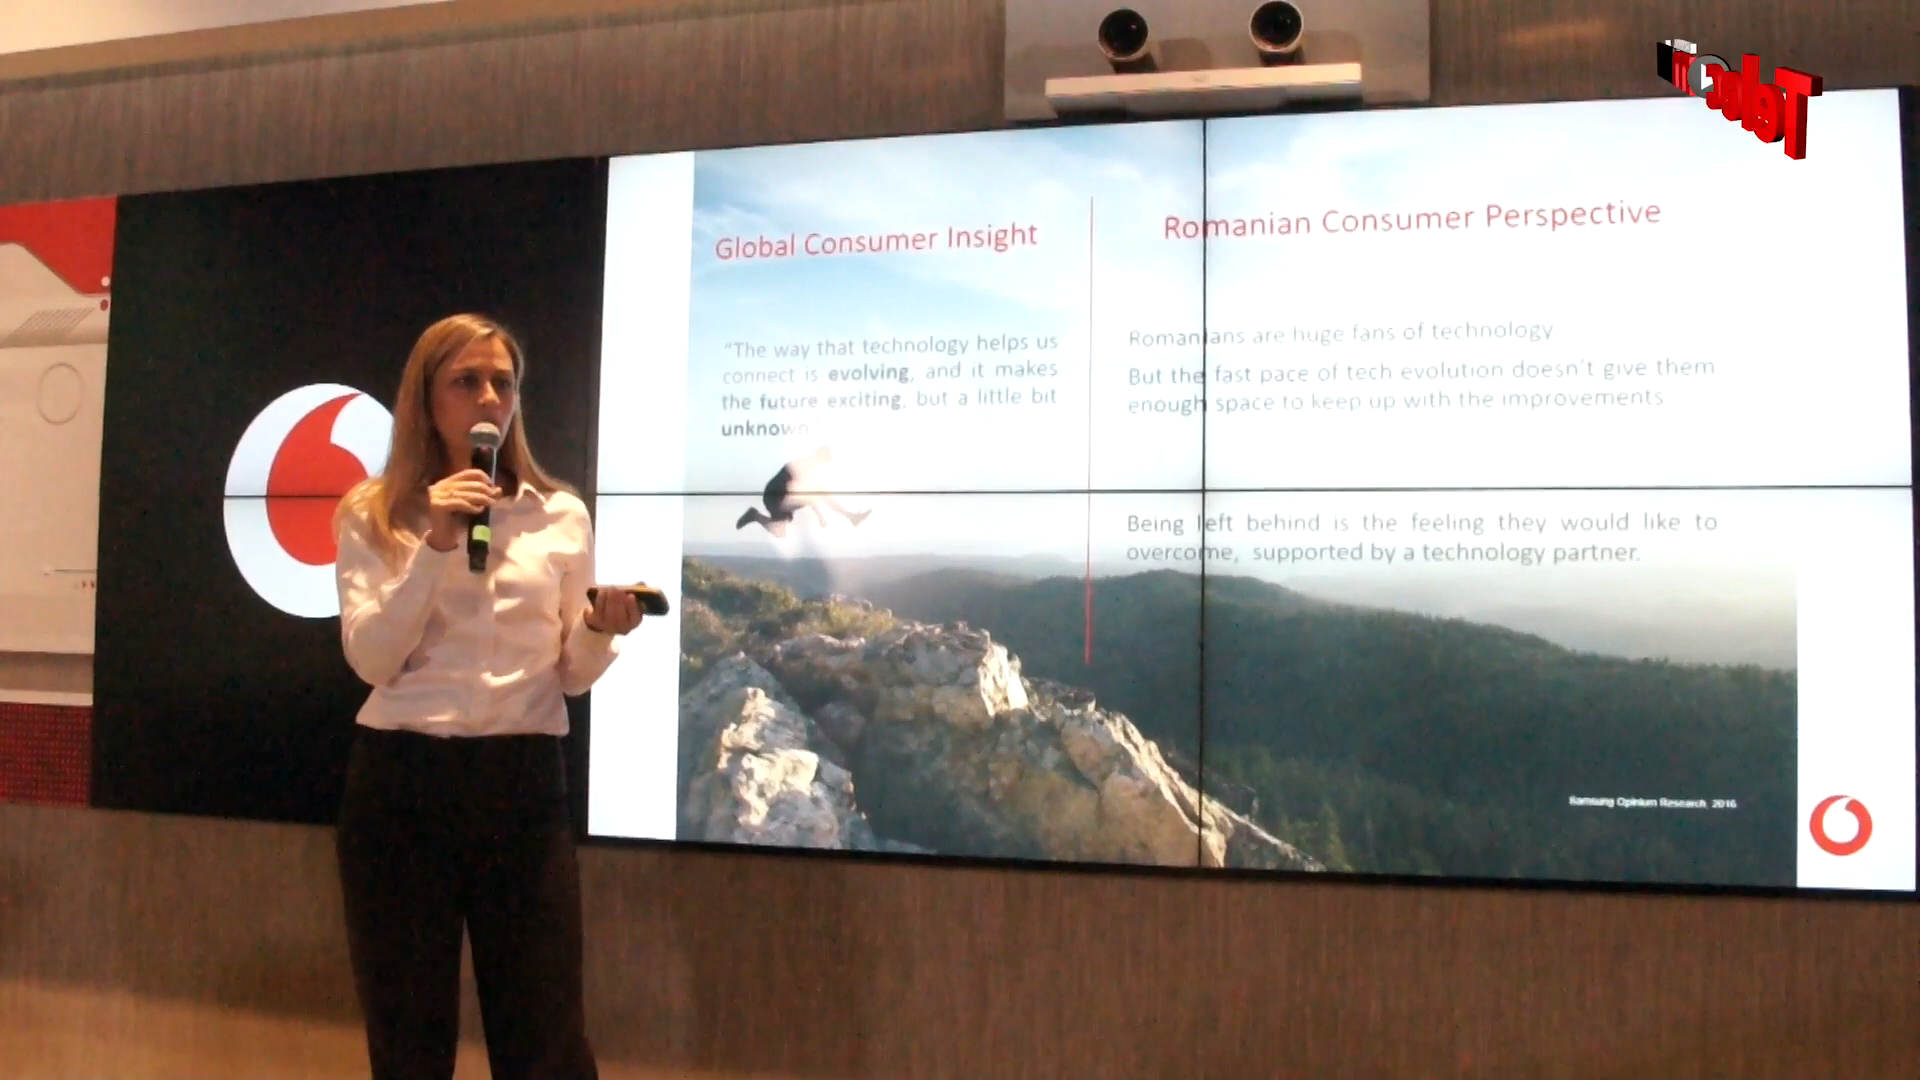 Global Consumer Insight
"The way that technology helps us
connect is evolving, and it makes
the future exciting, but a little bit
unknown
Romanian Consumer Perspective
Romanians are huge fans of technology
But the fast pace of tech evolution doesn't give them
enough space to keep up with the improvements
Being left behind is the feeling they would like to
overcome, supported by a technology partner.
Samsung Opinium Research, 2016